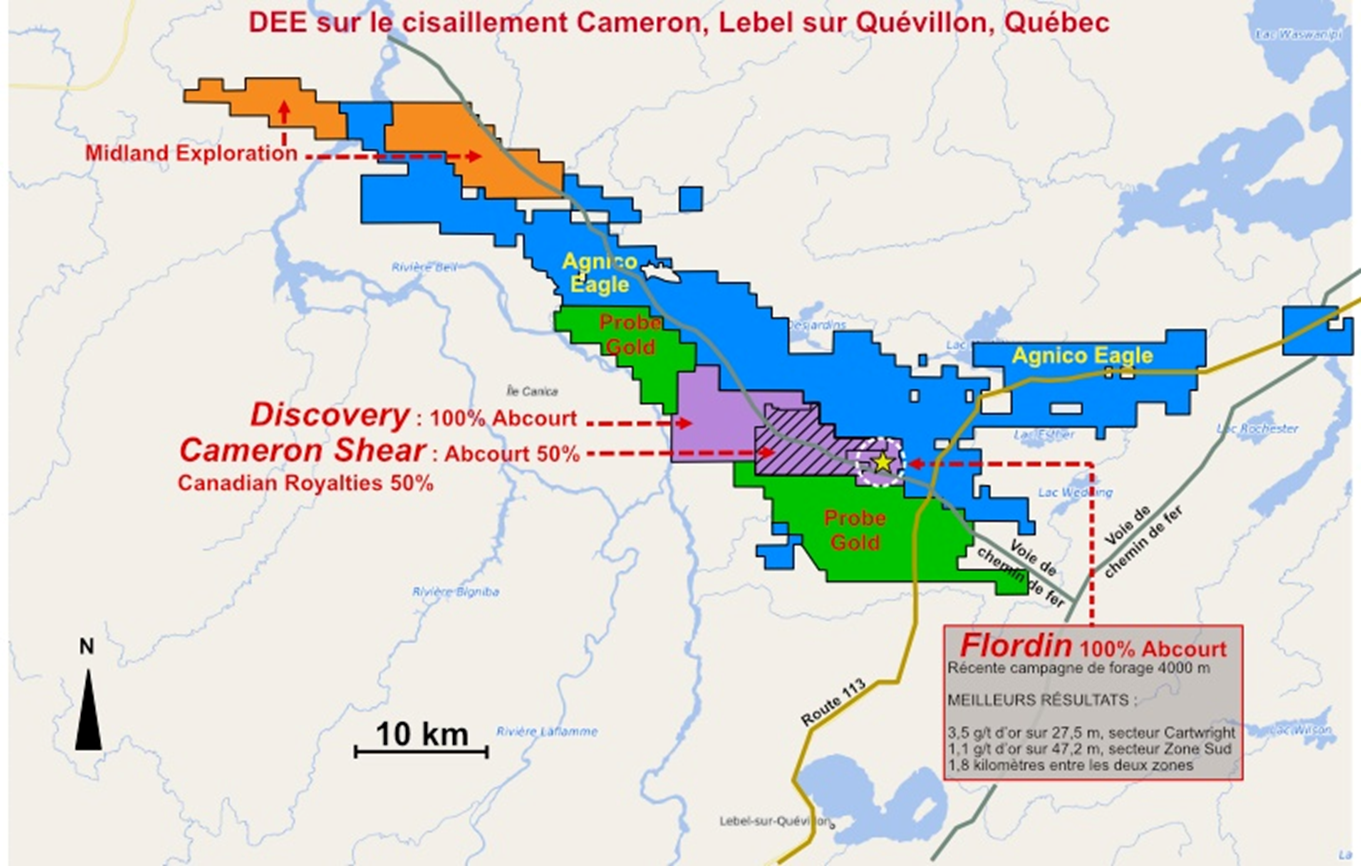 DEE sur le cisaillement Cameron, Lebel sur Quévillon, Québec
Lac Waswanipi
Midland Exploration
Rivière Bell
Agnico
Eagle
Probe
Gold
Desjardins
Lac
Agnico Eagle
Île Canica
Discovery : 100% Abcourt
Cameron Shear : Abcourt 50%
Canadian Royalties 50%
Lac Esther
Lac Rochester
Lac Wedding
Probe
Gold
Voie de
chemin de fer
Voie de
chemin de fer
Rivière Bigniba
N
10 km
Rivière Laflamme
Route 113
Flordin 100% Abcourt
Récente campagne de forage 4000 m
MEILLEURS RÉSULTATS :
3,5 g/t d'or sur 27,5 m, secteur Cartwright
1,1 g/t d'or sur 47,2 m, secteur Zone Sud
1,8 kilomètres entre les deux zones
Lac Wilson
Lebel-sur-Quévillon
La